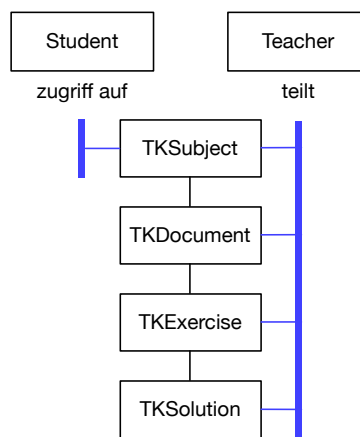 Student
Teacher
zugriff auf
teilt
TKSubject
TKDocument
TKExercise
TKSolution